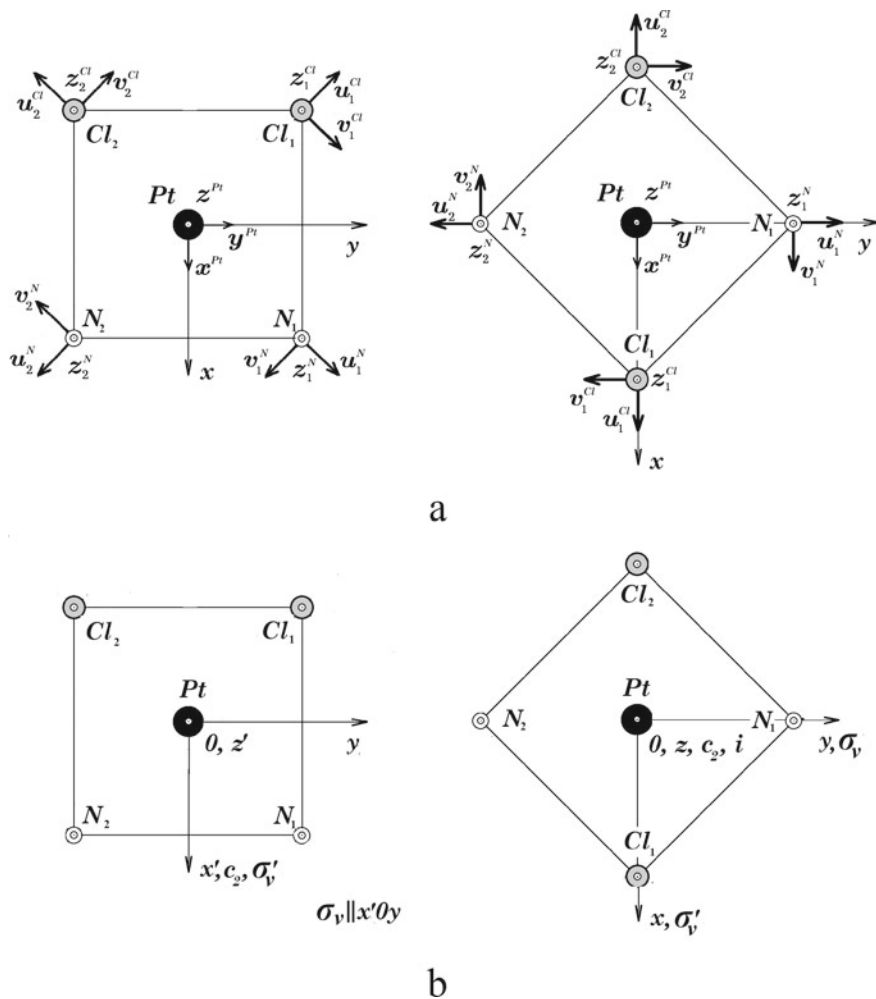 z₂^Cl v₂^Cl z₁^Cl u₁^Cl
u₂^Cl v₁^Cl
Cl₂ Cl₁
Pt z^Pt
y^Pt y
x^Pt
v₂^N N₂ N₁
u₂^N z₂^N v₁^N z₁^N u₁^N
x
u₂^Cl
z₂^Cl
Cl₂ v₂^Cl
v₂^N Pt z^Pt z₁^N
u₂^N N₂ y^Pt N₁ u₁^N y
z₂^N x^Pt v₁^N
Cl₁
z₁^Cl
v₁^Cl u₁^Cl
x
a
Cl₂ Cl₁
Pt
0, z' y
N₂ N₁
x', c₂, σᵥ'
σᵥ||x'0y
Cl₂
Pt
N₂ N₁
0, z, c₂, i y, σᵥ
Cl₁
x, σᵥ'
b